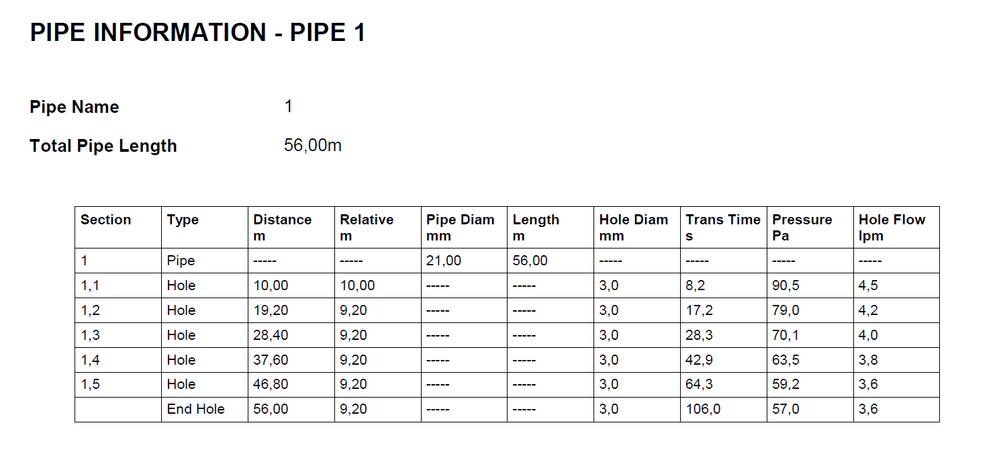 PIPE INFORMATION - PIPE 1
Pipe Name 1
Total Pipe Length 56,00m
Section Type Distance Relative Pipe Diam Length Hole Diam Trans Time Pressure Hole Flow
m m mm m mm s Pa lpm
1 Pipe ----- ----- 21,00 56,00 ----- ----- ----- -----
1,1 Hole 10,00 10,00 ----- ----- 3,0 8,2 90,5 4,5
1,2 Hole 19,20 9,20 ----- ----- 3,0 17,2 79,0 4,2
1,3 Hole 28,40 9,20 ----- ----- 3,0 28,3 70,1 4,0
1,4 Hole 37,60 9,20 ----- ----- 3,0 42,9 63,5 3,8
1,5 Hole 46,80 9,20 ----- ----- 3,0 64,3 59,2 3,6
End Hole 56,00 9,20 ----- ----- 3,0 106,0 57,0 3,6